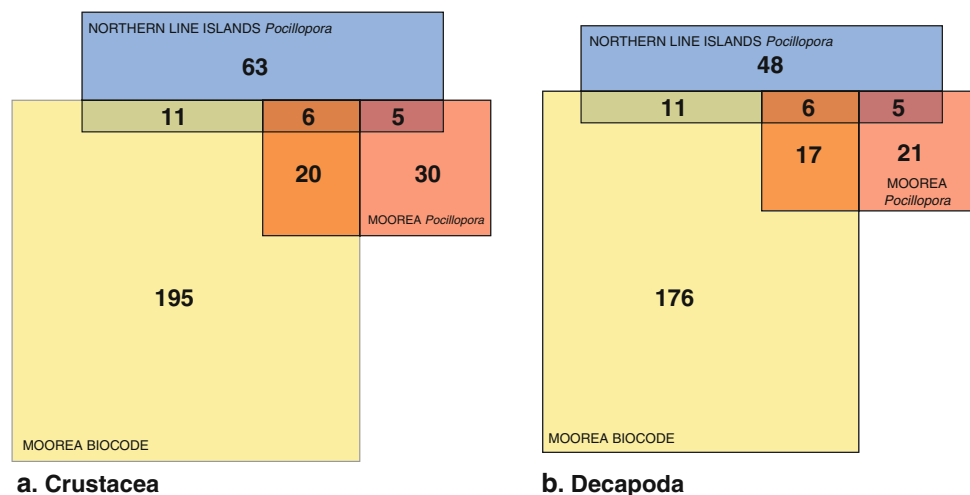 NORTHERN LINE ISLANDS Pocillopora
63
11
6
5
20
30
MOOREA Pocillopora
195
MOOREA BIOCODE
a. Crustacea
NORTHERN LINE ISLANDS Pocillopora
48
11
6
5
17
21
MOOREA
Pocillopora
176
MOOREA BIOCODE
b. Decapoda